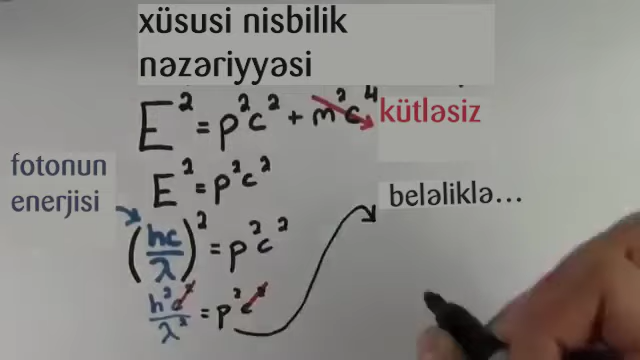 xüsusi nisbilik
nəzəriyyəsi
E² = p²c² + m²c⁴
kütləsiz
E² = p²c²
fotonun
enerjisi
beləliklə...
(hc/λ)² = p²c²
h²c²/λ² = p²c²